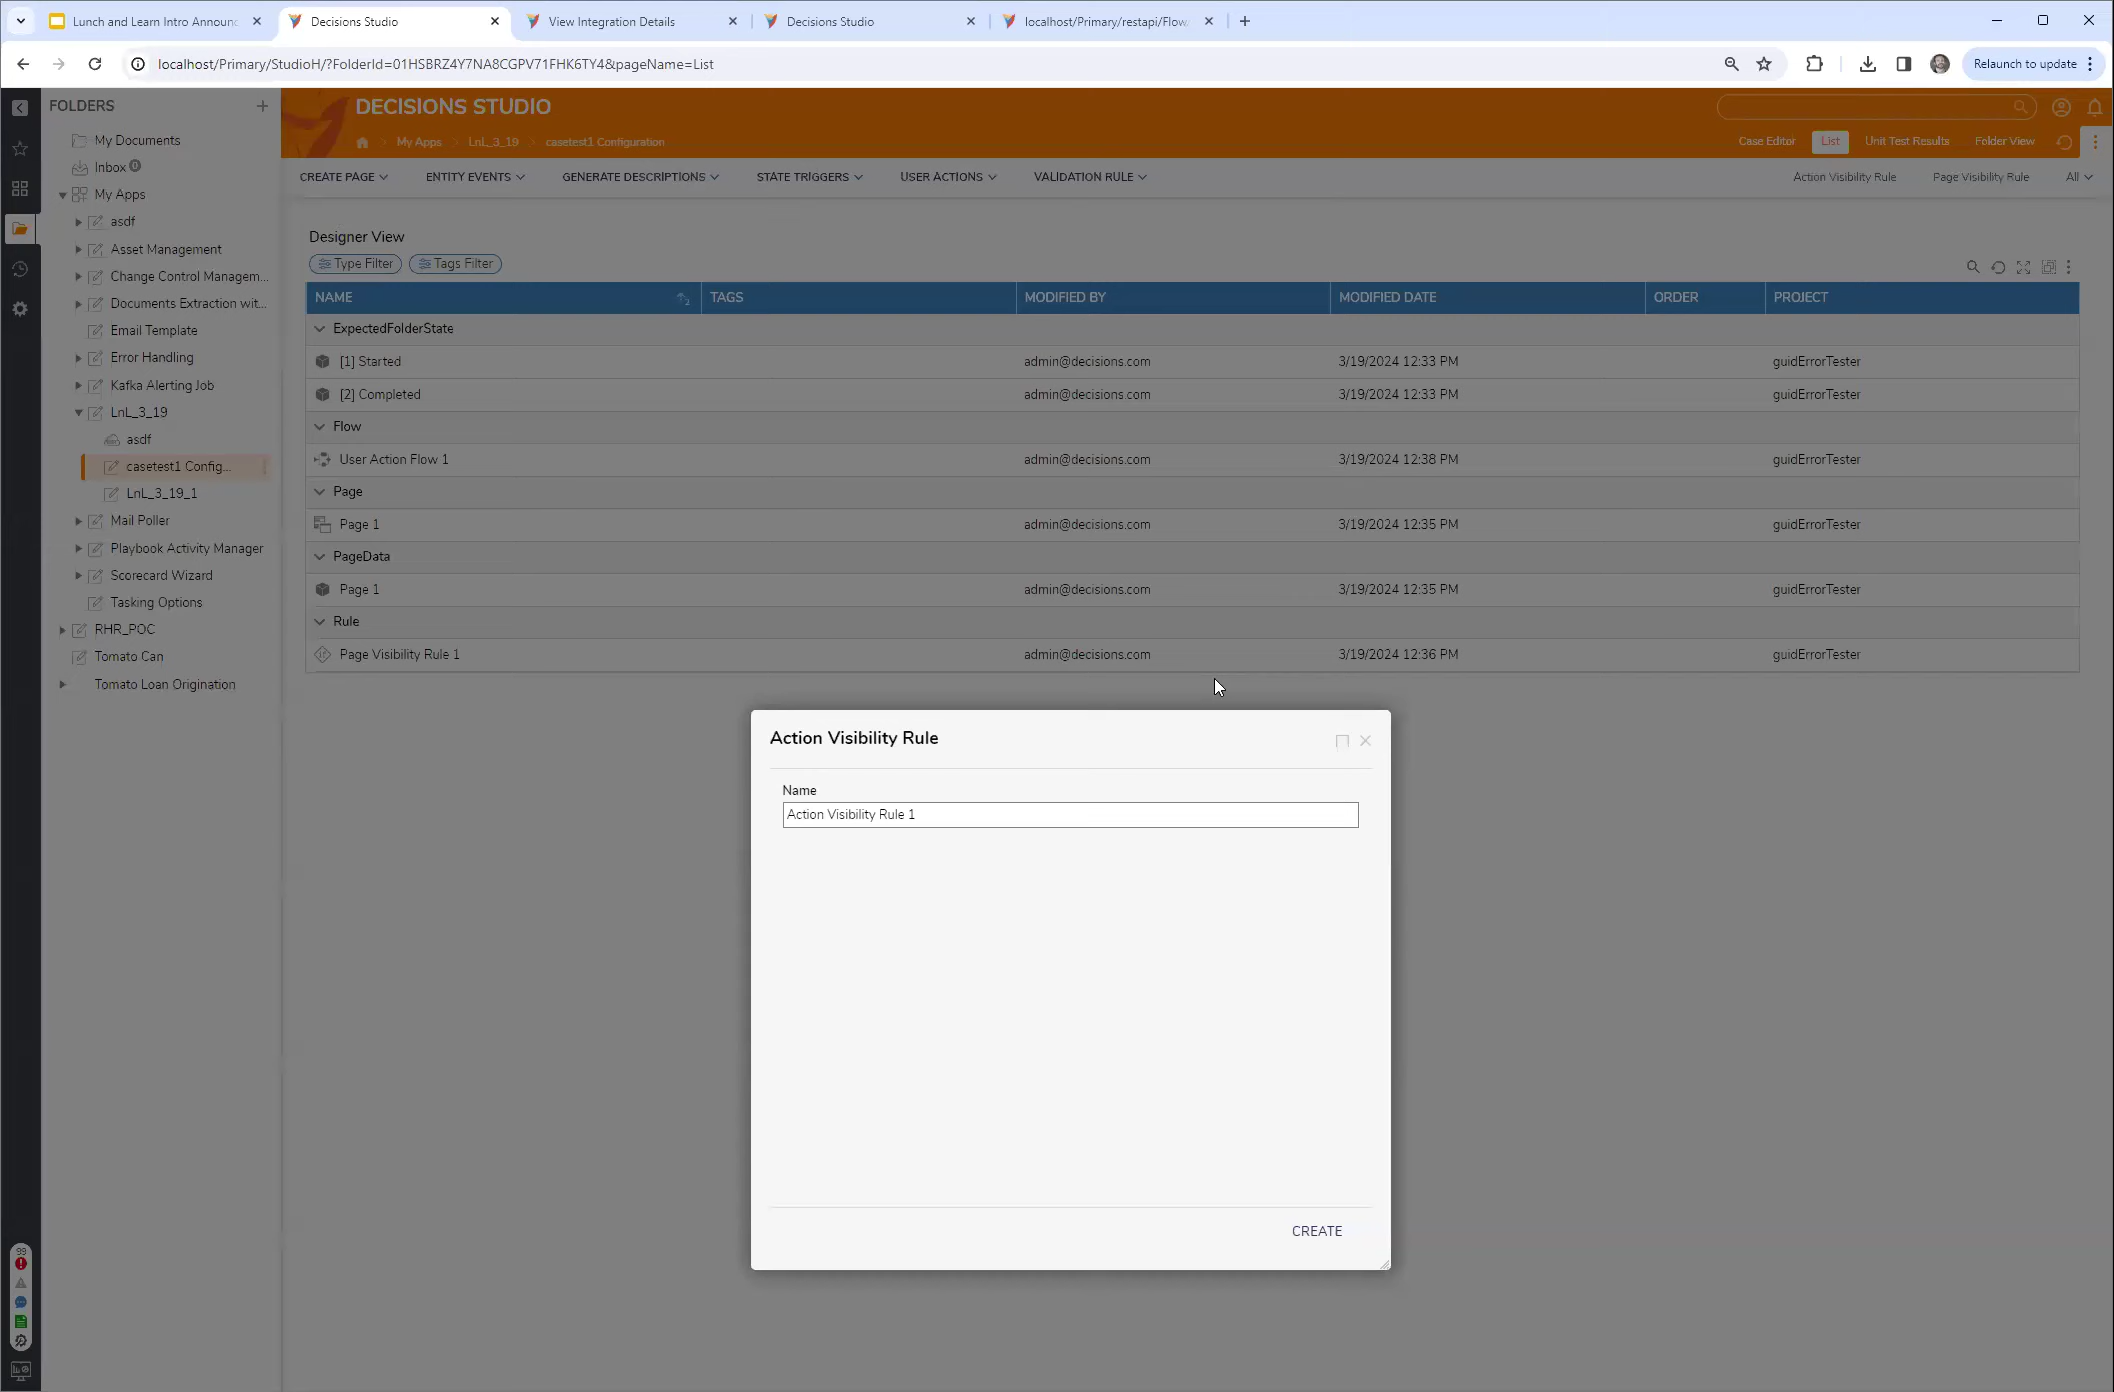 Lunch and Learn Intro Announc
Decisions Studio
View Integration Details
Decisions Studio
localhost/Primary/restapi/Flow
localhost/Primary/StudioH/?FolderId=01HSBRZ4Y7NA8CGPV71FHK6TY4&pageName=List
Relaunch to update
FOLDERS
My Documents
Inbox 0
My Apps
asdf
Asset Management
Change Control Managem...
Documents Extraction wit...
Email Template
Error Handling
Kafka Alerting Job
LnL_3_19
asdf
casetest1 Config...
LnL_3_19_1
Mail Poller
Playbook Activity Manager
Scorecard Wizard
Tasking Options
RHR_POC
Tomato Can
Tomato Loan Origination
99
DECISIONS STUDIO
My Apps LnL_3_19 casetest1 Configuration
Case Editor List Unit Test Results Folder View
CREATE PAGE ENTITY EVENTS GENERATE DESCRIPTIONS STATE TRIGGERS USER ACTIONS VALIDATION RULE Action Visibility Rule Page Visibility Rule All
Designer View
Type Filter Tags Filter
NAME TAGS MODIFIED BY MODIFIED DATE ORDER PROJECT
ExpectedFolderState
[1] Started admin@decisions.com 3/19/2024 12:33 PM guidErrorTester
[2] Completed admin@decisions.com 3/19/2024 12:33 PM guidErrorTester
Flow
User Action Flow 1 admin@decisions.com 3/19/2024 12:38 PM guidErrorTester
Page
Page 1 admin@decisions.com 3/19/2024 12:35 PM guidErrorTester
PageData
Page 1 admin@decisions.com 3/19/2024 12:35 PM guidErrorTester
Rule
Page Visibility Rule 1 admin@decisions.com 3/19/2024 12:36 PM guidErrorTester
Action Visibility Rule
Name
Action Visibility Rule 1
CREATE